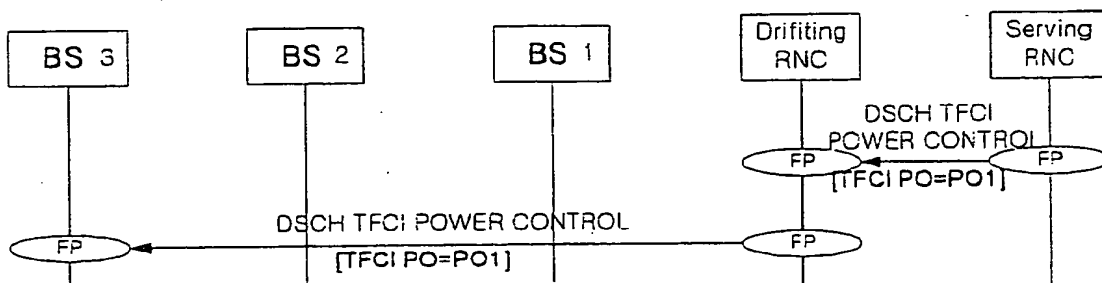 BS 3
BS 2
BS 1
Drifiting
RNC
Serving
RNC
DSCH TFCI
POWER CONTROL
FP
FP
[TFCI PO=PO1]
DSCH TFCI POWER CONTROL
FP
FP
[TFCI PO=PO1]